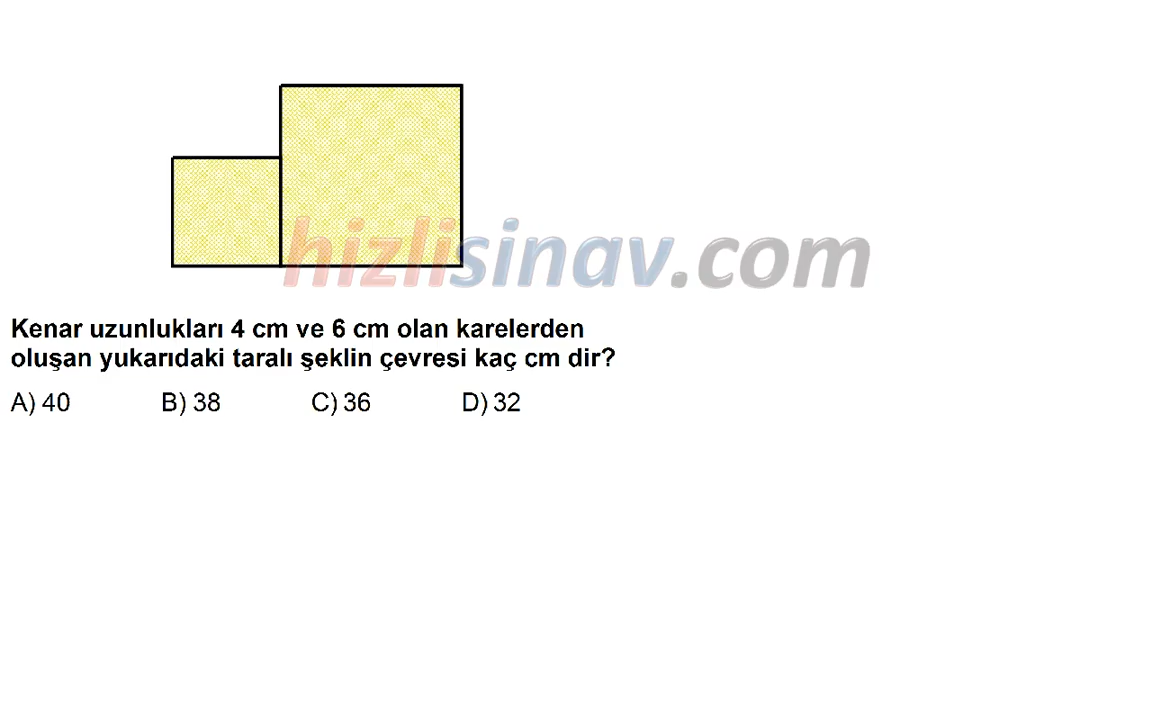 hizlisinav.com
Kenar uzunlukları 4 cm ve 6 cm olan karelerden
oluşan yukarıdaki taralı şeklin çevresi kaç cm dir?
A) 40 B) 38 C) 36 D) 32